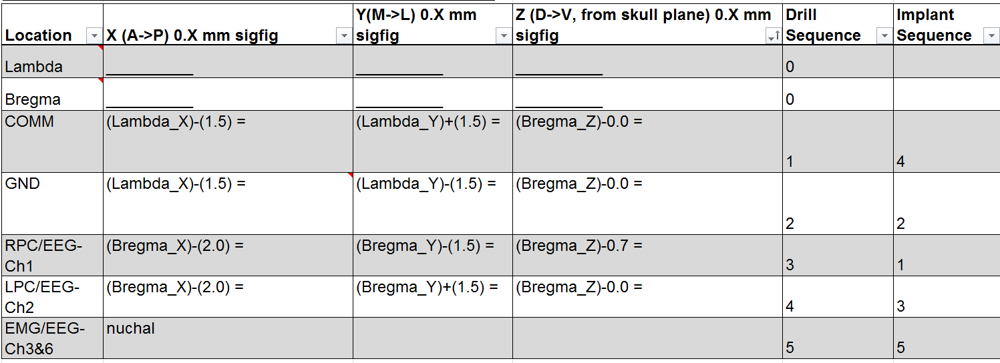 Location X (A->P) 0.X mm sigfig Y(M->L) 0.X mm sigfig Z (D->V, from skull plane) 0.X mm sigfig Drill Sequence Implant Sequence
Lambda __________ __________ __________ 0
Bregma __________ __________ __________ 0
COMM (Lambda_X)-(1.5) = (Lambda_Y)+(1.5) = (Bregma_Z)-0.0 = 1 4
GND (Lambda_X)-(1.5) = (Lambda_Y)-(1.5) = (Bregma_Z)-0.0 = 2 2
RPC/EEG-Ch1 (Bregma_X)-(2.0) = (Bregma_Y)-(1.5) = (Bregma_Z)-0.7 = 3 1
LPC/EEG-Ch2 (Bregma_X)-(2.0) = (Bregma_Y)+(1.5) = (Bregma_Z)-0.0 = 4 3
EMG/EEG-Ch3&6 nuchal 5 5